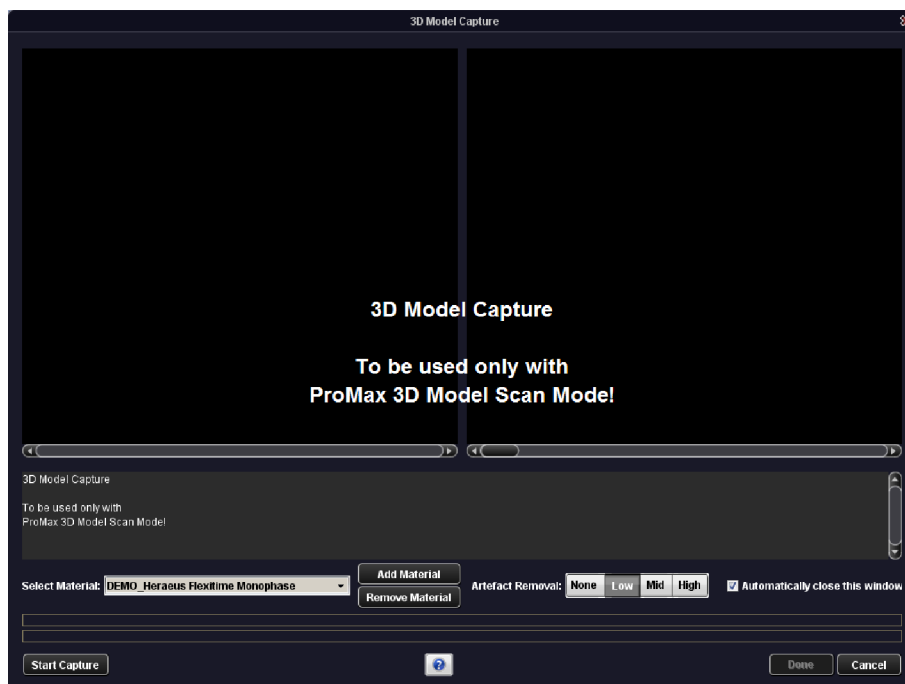 3D Model Capture
3D Model Capture
To be used only with
ProMax 3D Model Scan Mode!
3D Model Capture
To be used only with
ProMax 3D Model Scan Mode!
Select Material: DEMO_Heraeus Flexitime Monophase
Add Material
Remove Material
Artefact Removal: None Low Mid High
Automatically close this window
Start Capture
?
Done
Cancel